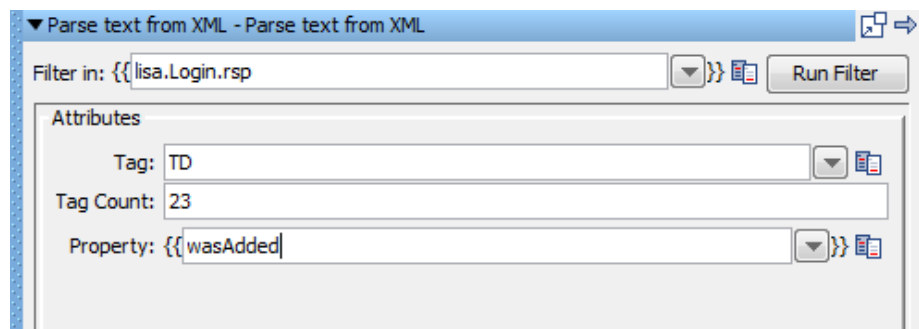 Parse text from XML - Parse text from XML
Filter in: {{lisa.Login.rsp}} Run Filter
Attributes
Tag: TD
Tag Count: 23
Property: {{wasAdded}}